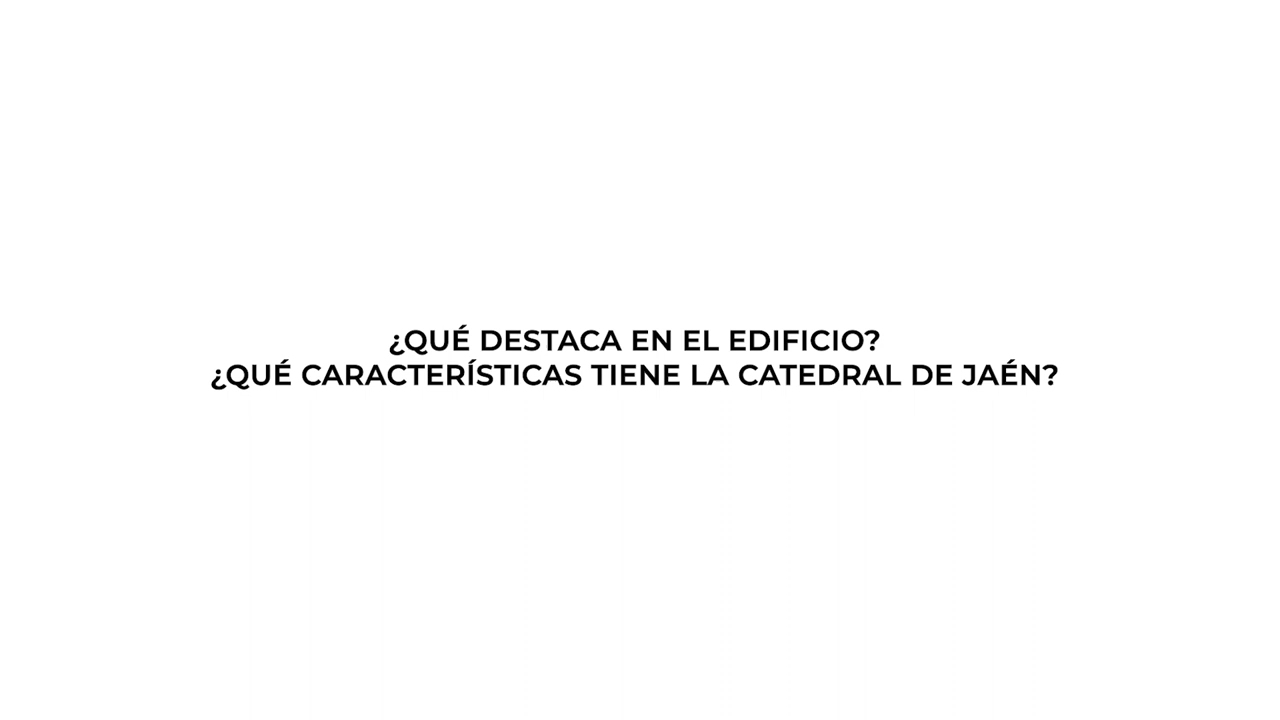 ¿QUÉ DESTACA EN EL EDIFICIO?
¿QUÉ CARACTERÍSTICAS TIENE LA CATEDRAL DE JAÉN?